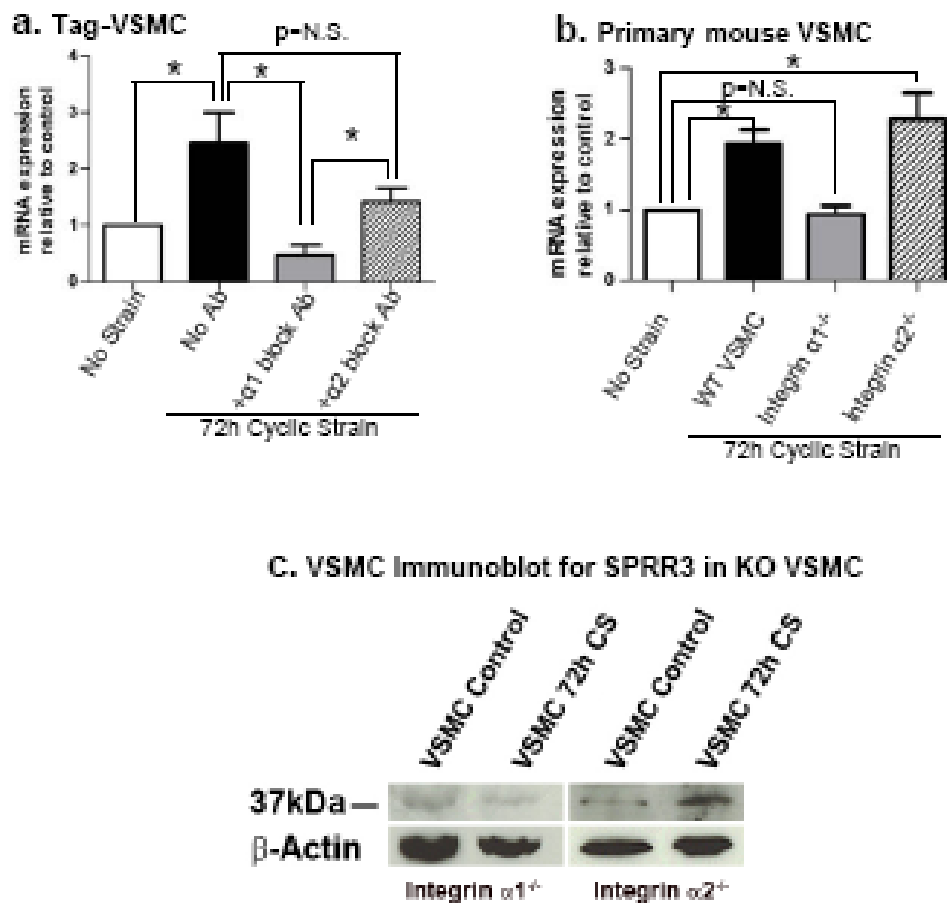 a. Tag-VSMC
p=N.S.
*
*
*
4
3
2
1
0
mRNA expression
relative to control
No Strain
No Ab
+α1 block Ab
+α2 block Ab
72h Cyclic Strain
b. Primary mouse VSMC
*
p=N.S.
*
3
2
1
0
mRNA expression
relative to control
No Strain
WT VSMC
Integrin α1-/-
Integrin α2-/-
72h Cyclic Strain
C. VSMC Immunoblot for SPRR3 in KO VSMC
VSMC Control
VSMC 72h CS
VSMC Control
VSMC 72h CS
37kDa
β-Actin
Integrin α1-/-
Integrin α2-/-